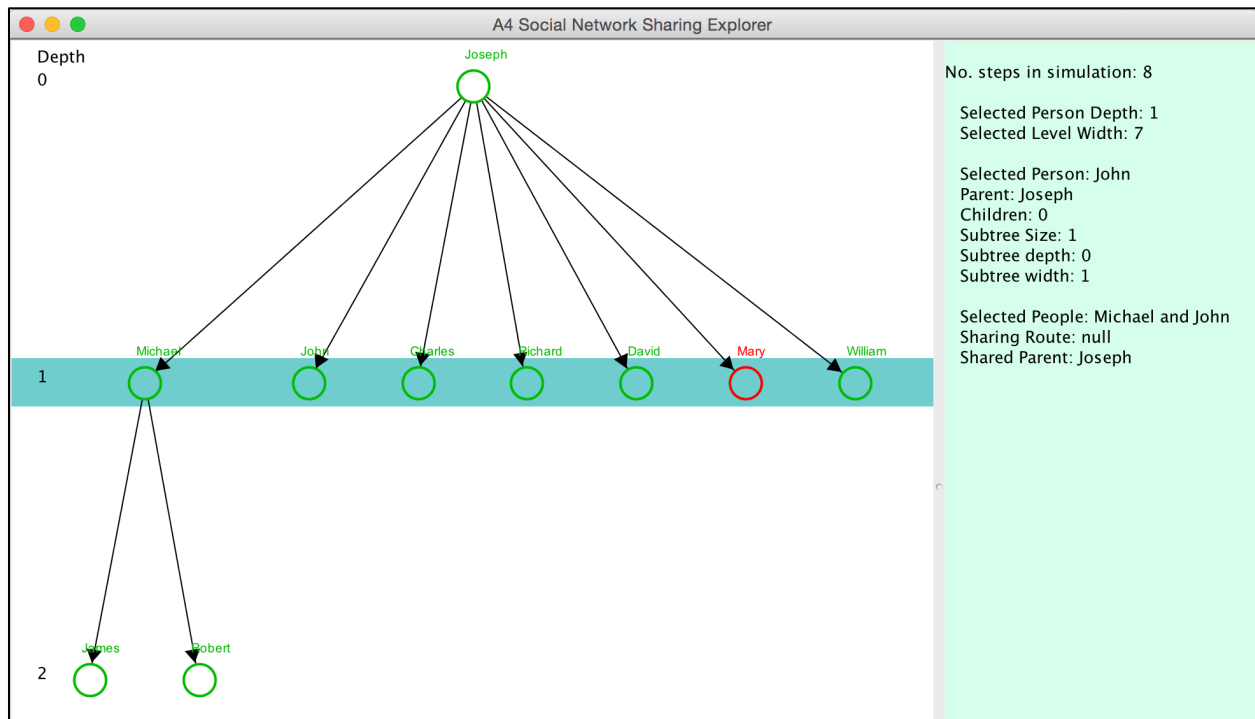 A4 Social Network Sharing Explorer
Depth
0
Joseph
Michael
John
Charles
Richard
David
Mary
William
1
James
Robert
2
No. steps in simulation: 8
Selected Person Depth: 1
Selected Level Width: 7
Selected Person: John
Parent: Joseph
Children: 0
Subtree Size: 1
Subtree depth: 0
Subtree width: 1
Selected People: Michael and John
Sharing Route: null
Shared Parent: Joseph